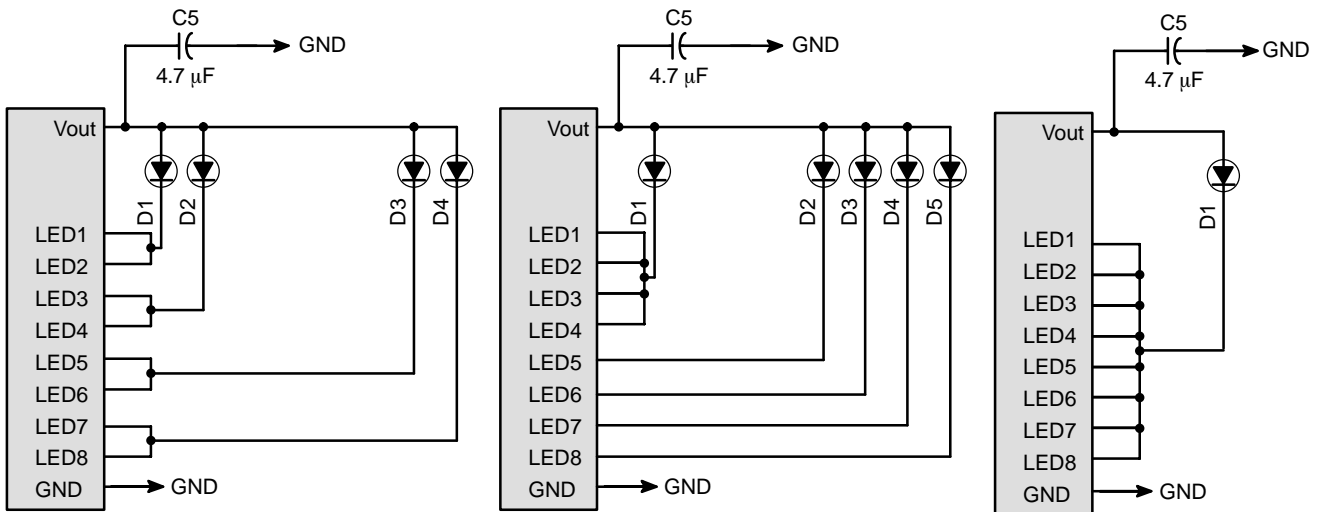 C5
GND
4.7 μF
Vout
D1
D2
D3
D4
LED1
LED2
LED3
LED4
LED5
LED6
LED7
LED8
GND
GND
C5
GND
4.7 μF
Vout
D1
D2
D3
D4
D5
LED1
LED2
LED3
LED4
LED5
LED6
LED7
LED8
GND
GND
C5
GND
4.7 μF
Vout
D1
LED1
LED2
LED3
LED4
LED5
LED6
LED7
LED8
GND
GND